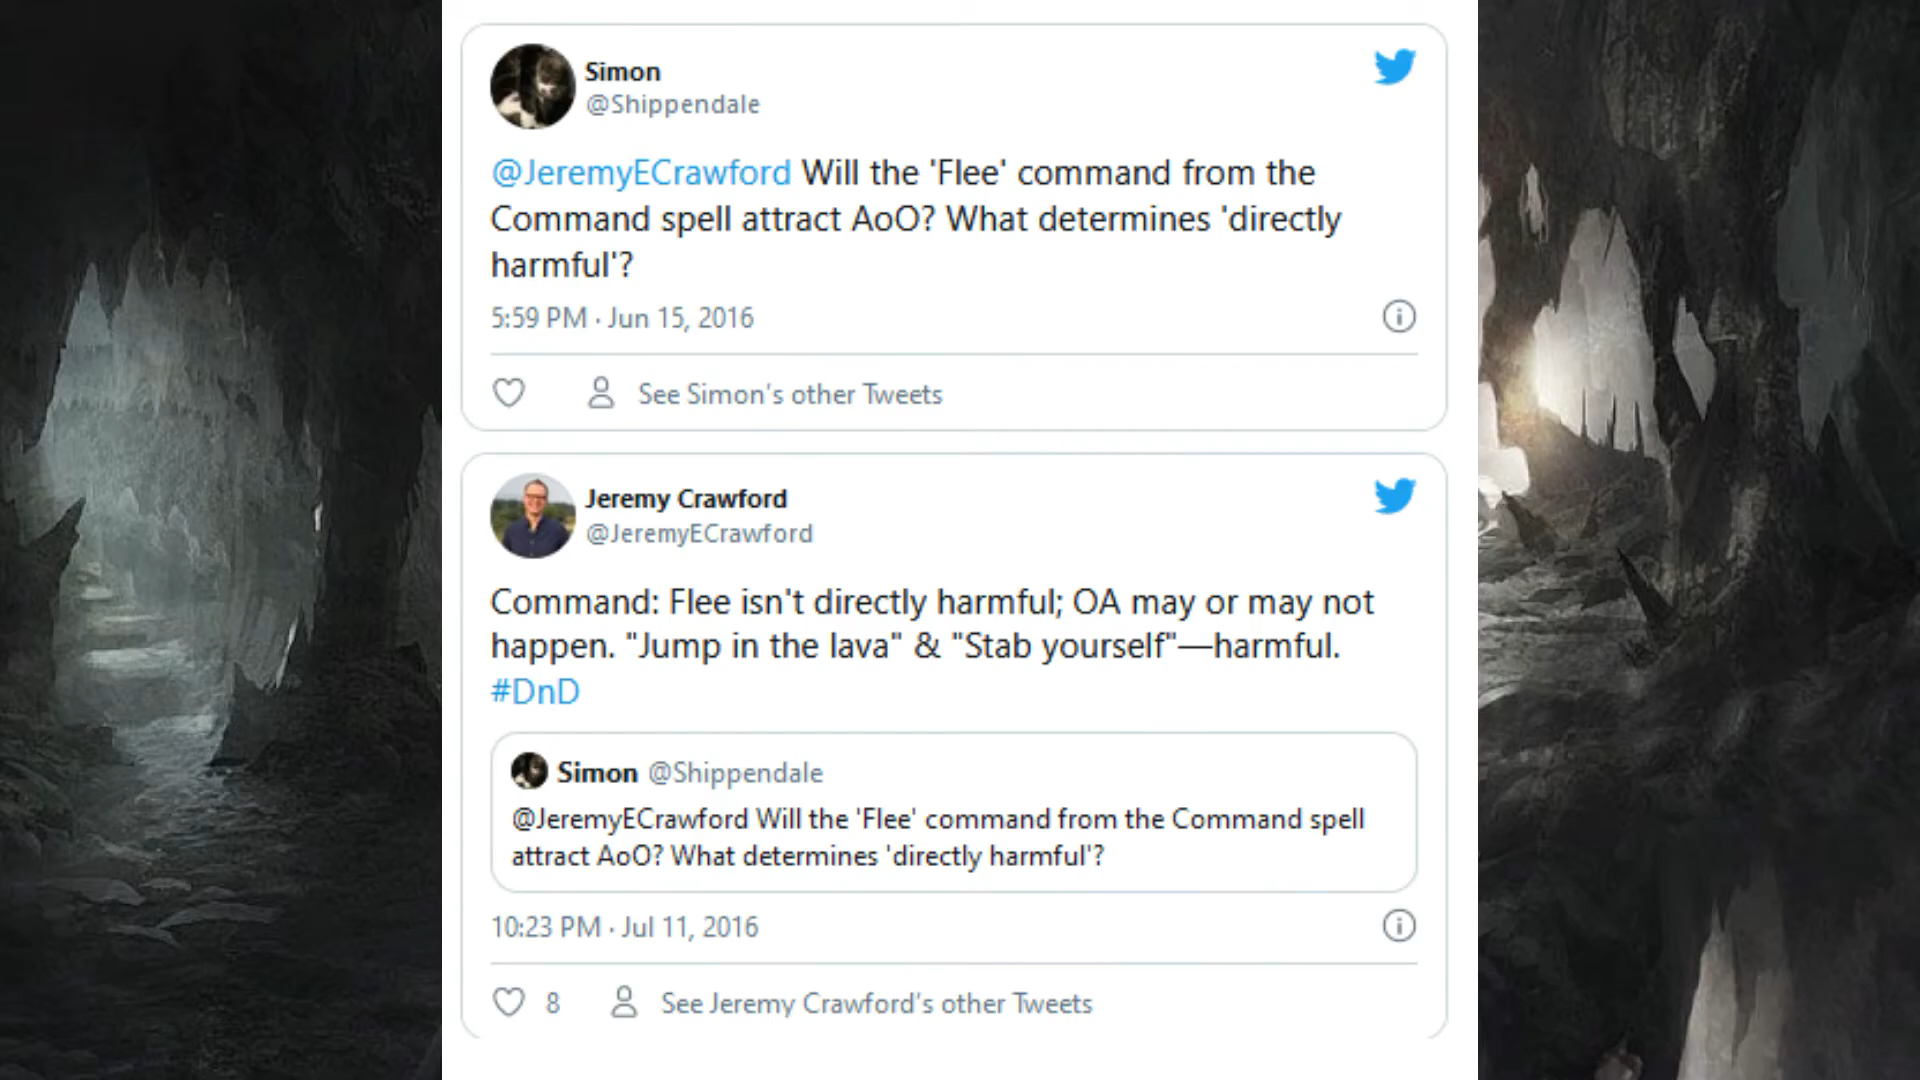 Simon
@Shippendale
@JeremyECrawford Will the 'Flee' command from the
Command spell attract AoO? What determines 'directly
harmful'?
5:59 PM · Jun 15, 2016
See Simon's other Tweets
Jeremy Crawford
@JeremyECrawford
Command: Flee isn't directly harmful; OA may or may not
happen. "Jump in the lava" & "Stab yourself"—harmful.
#DnD
Simon @Shippendale
@JeremyECrawford Will the 'Flee' command from the Command spell
attract AoO? What determines 'directly harmful'?
10:23 PM · Jul 11, 2016
8 See Jeremy Crawford's other Tweets